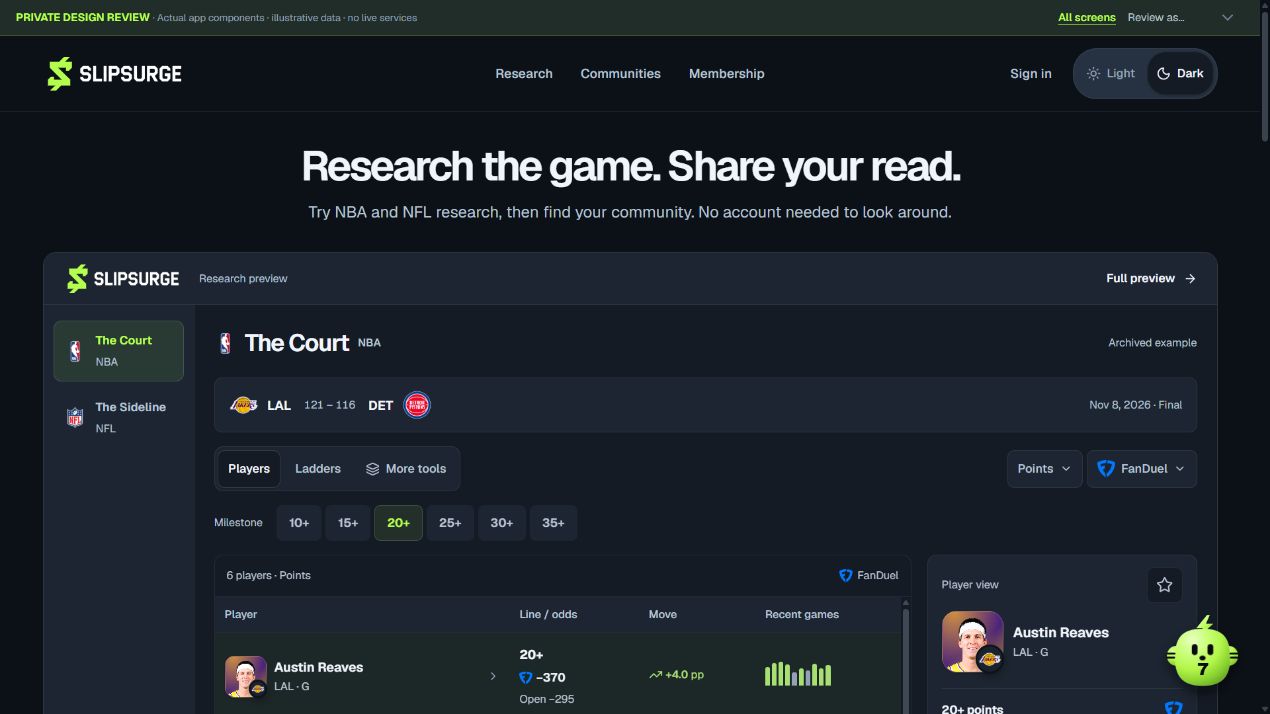 PRIVATE DESIGN REVIEW · Actual app components · illustrative data · no live services
All screens
Review as...
SLIPSURGE
Research
Communities
Membership
Sign in
Light
Dark
Research the game. Share your read.
Try NBA and NFL research, then find your community. No account needed to look around.
SLIPSURGE
Research preview
Full preview →
The Court
NBA
The Sideline
NFL
The Court NBA
Archived example
LAL 121 – 116 DET
Nov 8, 2026 · Final
Players
Ladders
More tools
Points
FanDuel
Milestone
10+
15+
20+
25+
30+
35+
6 players · Points
FanDuel
Player
Line / odds
Move
Recent games
Austin Reaves
LAL · G
20+
−370
Open −295
+4.0 pp
Player view
Austin Reaves
LAL · G
20+ points
7